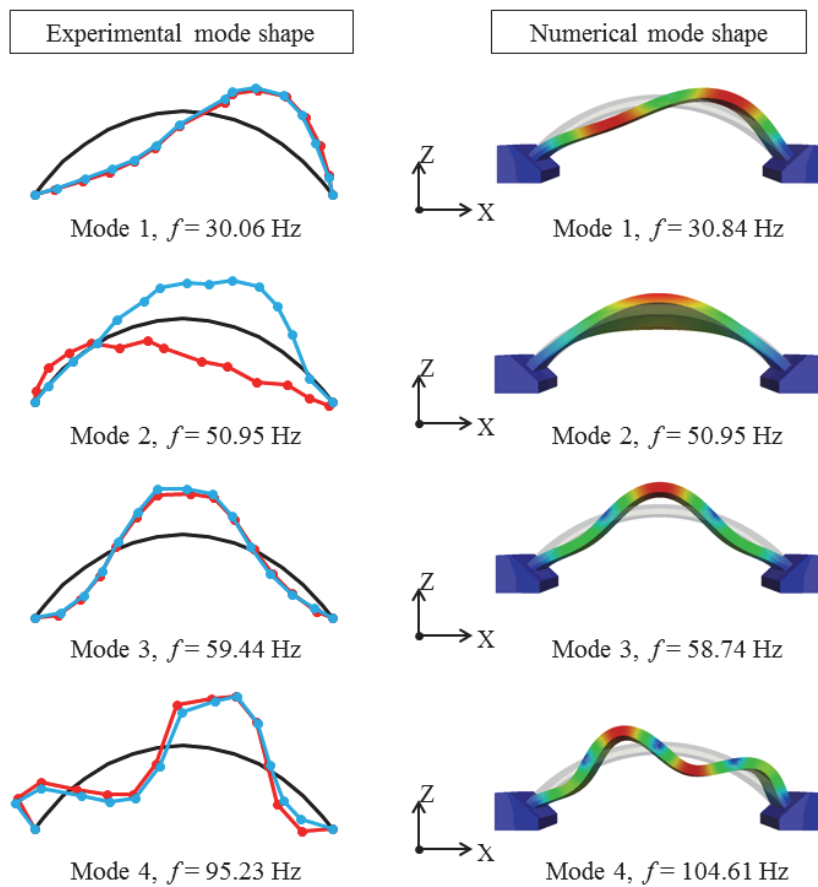 Experimental mode shape
Numerical mode shape
Z
X
Mode 1, f = 30.06 Hz
Mode 1, f = 30.84 Hz
Z
X
Mode 2, f = 50.95 Hz
Mode 2, f = 50.95 Hz
Z
X
Mode 3, f = 59.44 Hz
Mode 3, f = 58.74 Hz
Z
X
Mode 4, f = 95.23 Hz
Mode 4, f = 104.61 Hz